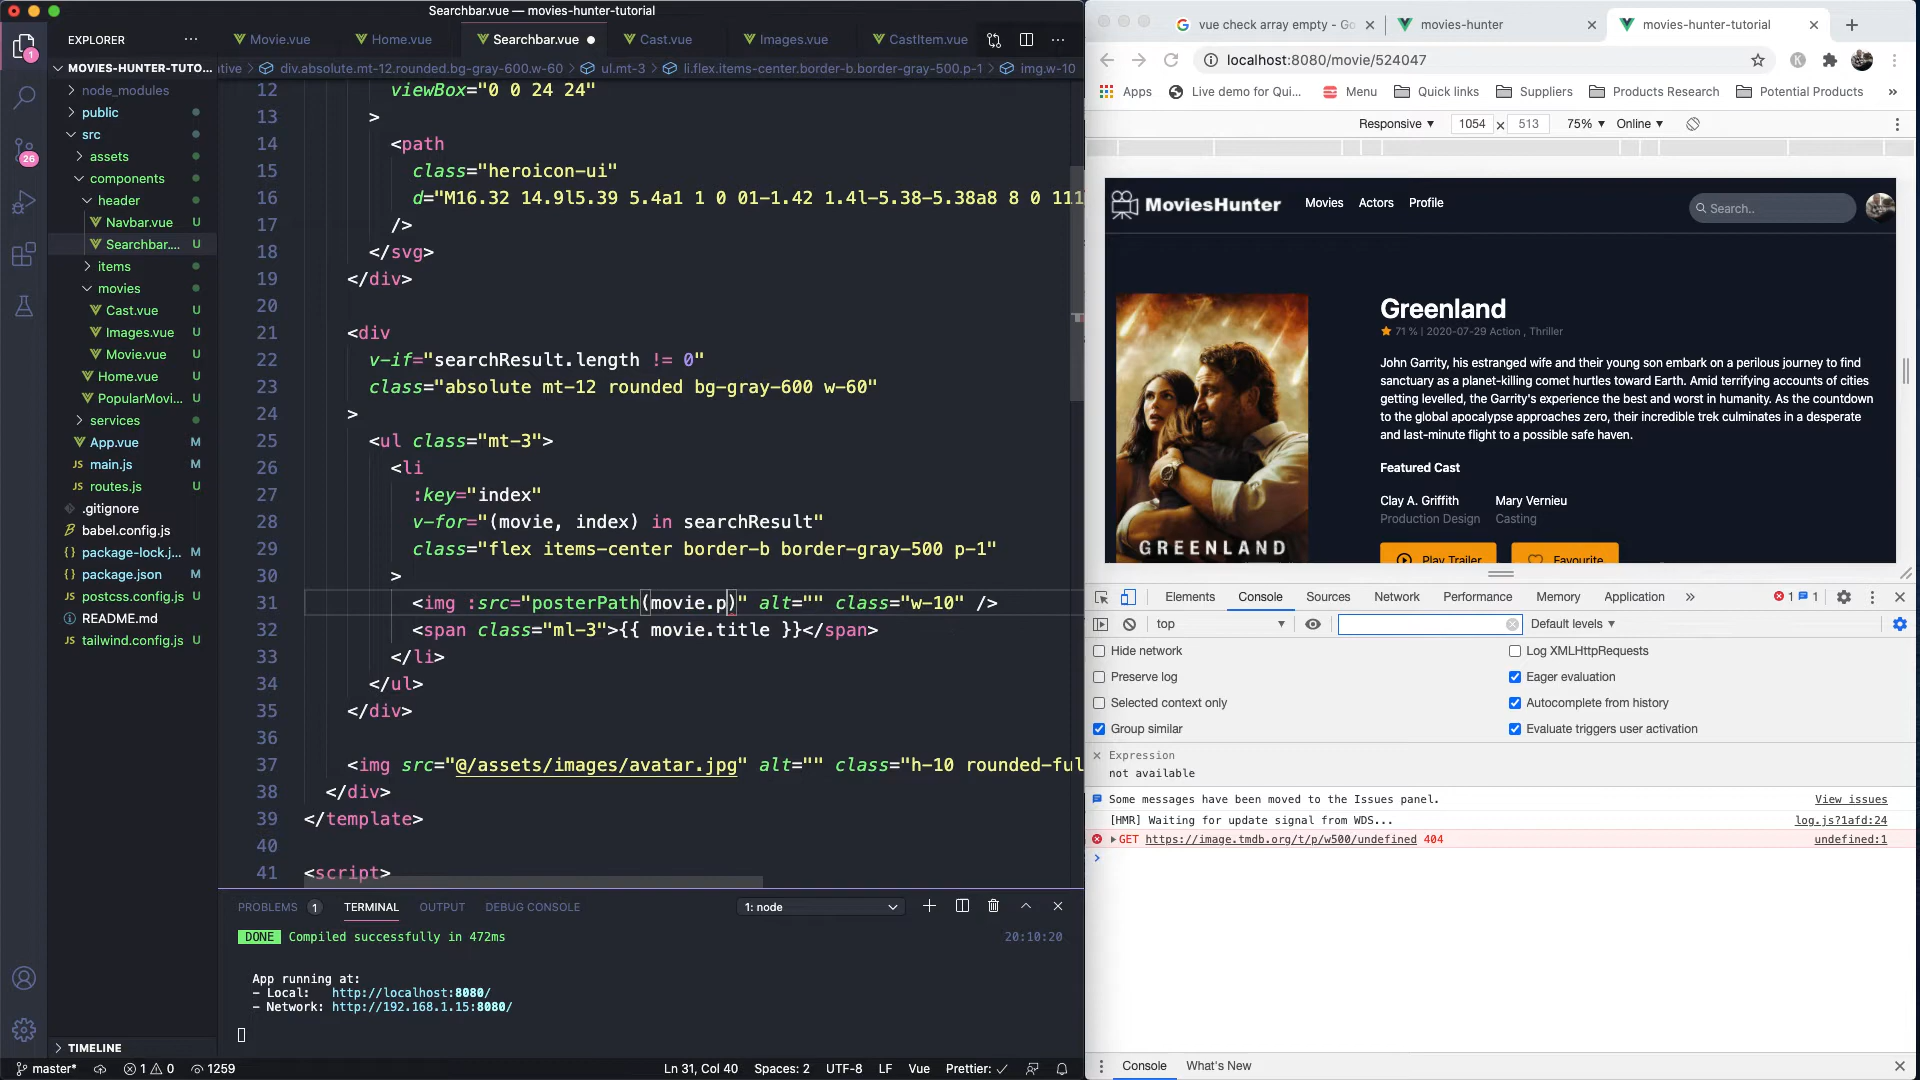 Searchbar.vue — movies-hunter-tutorial
EXPLORER
Movie.vue
Home.vue
Searchbar.vue
Cast.vue
Images.vue
CastItem.vue
MOVIES-HUNTER-TUTO...
div.absolute.mt-12.rounded.bg-gray-600.w-60
ul.mt-3
li.flex.items-center.border-b.border-gray-500.p-1
img.w-10
node_modules
public
src
assets
components
header
Navbar.vue U
Searchbar.... U
items
movies
Cast.vue U
Images.vue U
Movie.vue U
Home.vue U
PopularMovi... U
services
App.vue M
JS main.js M
JS routes.js U
.gitignore
babel.config.js
package-lock.j... M
package.json M
JS postcss.config.js U
README.md
JS tailwind.config.js U
TIMELINE
12 viewBox="0 0 24 24"
13 >
14 <path
15 class="heroicon-ui"
16 d="M16.32 14.9l5.39 5.4a1 1 0 01-1.42 1.4l-5.38-5.38a8 8 0 111
17 />
18 </svg>
19 </div>
20
21 <div
22 v-if="searchResult.length != 0"
23 class="absolute mt-12 rounded bg-gray-600 w-60"
24 >
25 <ul class="mt-3">
26 <li
27 :key="index"
28 v-for="(movie, index) in searchResult"
29 class="flex items-center border-b border-gray-500 p-1"
30 >
31 <img :src="posterPath(movie.p)" alt="" class="w-10" />
32 <span class="ml-3">{{ movie.title }}</span>
33 </li>
34 </ul>
35 </div>
36
37 <img src="@/assets/images/avatar.jpg" alt="" class="h-10 rounded-ful
38 </div>
39 </template>
40
41 <script>
PROBLEMS 1 TERMINAL OUTPUT DEBUG CONSOLE
1: node
DONE Compiled successfully in 472ms 20:10:20
App running at:
- Local: http://localhost:8080/
- Network: http://192.168.1.15:8080/
master* 1 0 1259
Ln 31, Col 40 Spaces: 2 UTF-8 LF Vue Prettier:
vue check array empty - Go
movies-hunter
movies-hunter-tutorial
localhost:8080/movie/524047
Apps Live demo for Qui... Menu Quick links Suppliers Products Research Potential Products »
Responsive 1054 × 513 75% Online
MoviesHunter Movies Actors Profile Search..
Greenland
71 % | 2020-07-29 Action , Thriller
John Garrity, his estranged wife and their young son embark on a perilous journey to find
sanctuary as a planet-killing comet hurtles toward Earth. Amid terrifying accounts of cities
getting levelled, the Garrity's experience the best and worst in humanity. As the countdown
to the global apocalypse approaches zero, their incredible trek culminates in a desperate
and last-minute flight to a possible safe haven.
Featured Cast
Clay A. Griffith Mary Vernieu
Production Design Casting
GREENLAND
Play Trailer Favourite
Elements Console Sources Network Performance Memory Application » 1 1
top Default levels
Hide network Log XMLHttpRequests
Preserve log Eager evaluation
Selected context only Autocomplete from history
Group similar Evaluate triggers user activation
Expression
not available
Some messages have been moved to the Issues panel. View issues
[HMR] Waiting for update signal from WDS... log.js?1afd:24
GET https://image.tmdb.org/t/p/w500/undefined 404 undefined:1
Console What's New